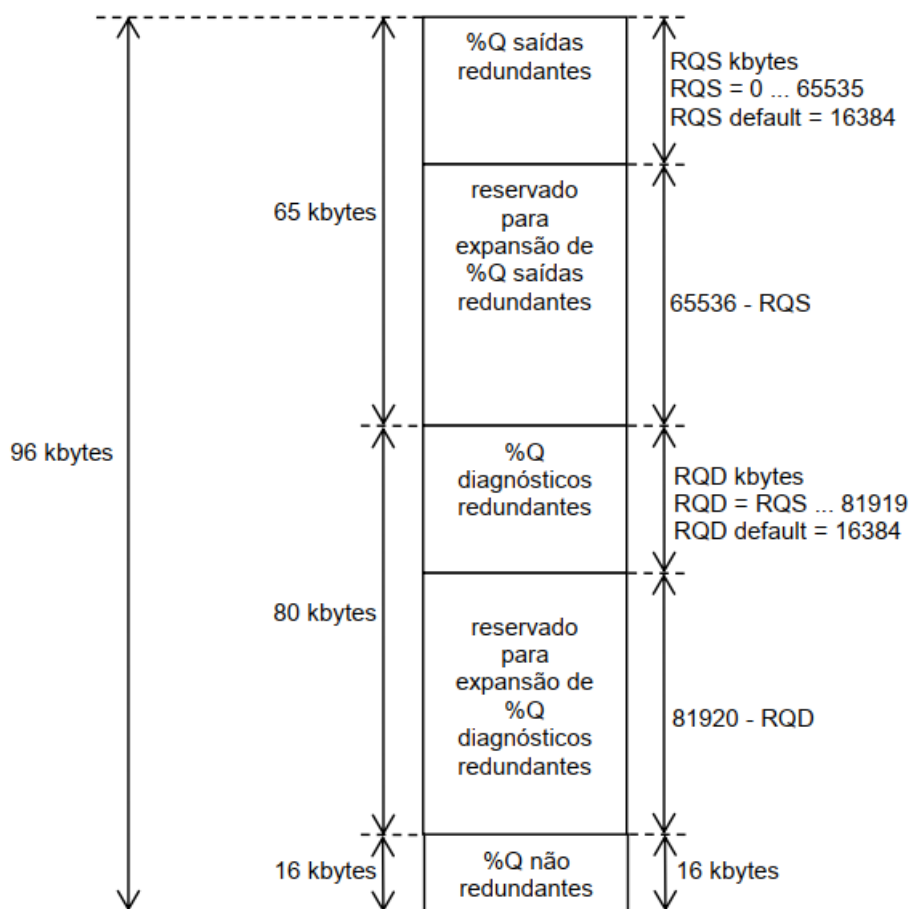 %Q saídas
redundantes
RQS kbytes
RQS = 0 ... 65535
RQS default = 16384
65 kbytes
reservado
para
expansão de
%Q saídas
redundantes
65536 - RQS
96 kbytes
%Q
diagnósticos
redundantes
RQD kbytes
RQD = RQS ... 81919
RQD default = 16384
80 kbytes
reservado
para
expansão de
%Q
diagnósticos
redundantes
81920 - RQD
16 kbytes
%Q não
redundantes
16 kbytes